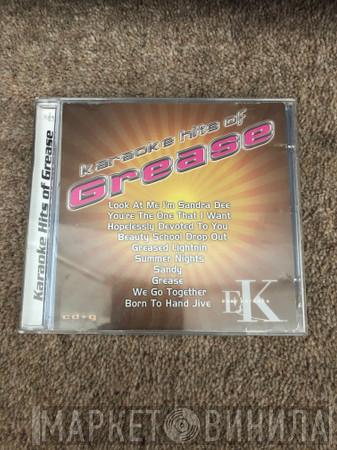 Karaoke Hits of Grease
karaoke hits of
Grease
Look At Me I'm Sandra Dee
You're The One That I Want
Hopelessly Devoted To You
Beauty School Drop Out
Greased Lightnin
Summer Nights
Sandy
Grease
We Go Together
Born To Hand Jive
EK
cd+g
МАРКЕТ ВИНИЛА